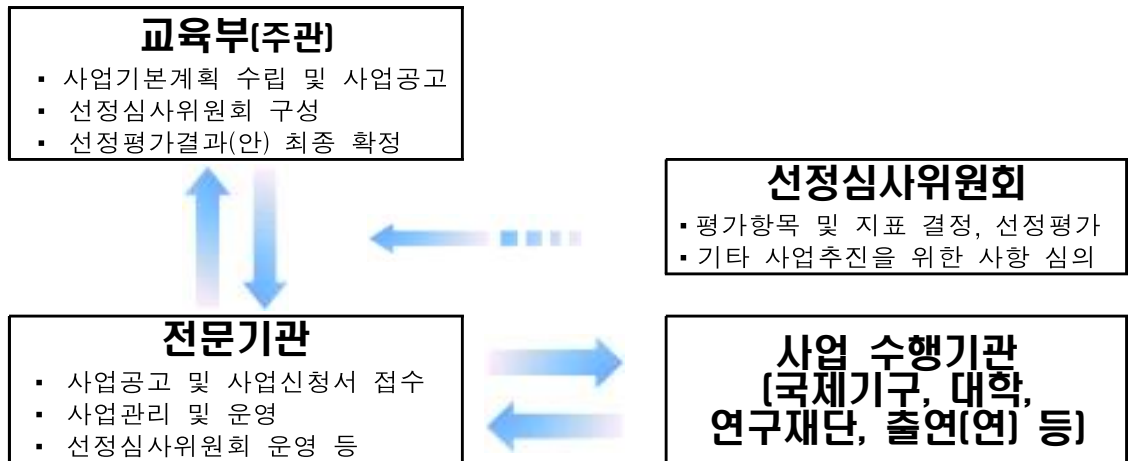 교육부(주관)
▪ 사업기본계획 수립 및 사업공고
▪ 선정심사위원회 구성
▪ 선정평가결과(안) 최종 확정
선정심사위원회
▪ 평가항목 및 지표 결정, 선정평가
▪ 기타 사업추진을 위한 사항 심의
전문기관
▪ 사업공고 및 사업신청서 접수
▪ 사업관리 및 운영
▪ 선정심사위원회 운영 등
사업 수행기관
(국제기구, 대학,
연구재단, 출연(연) 등)